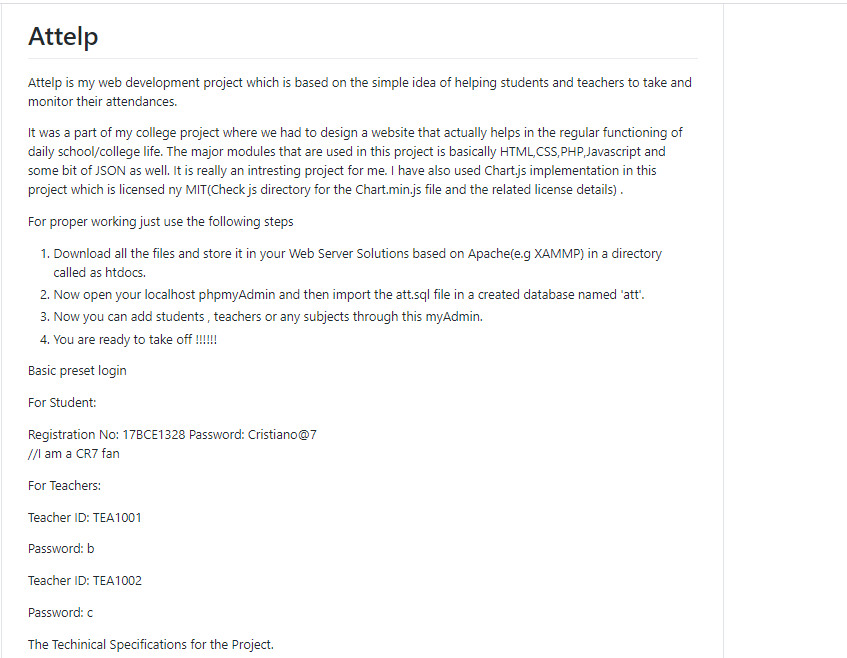 Attelp
Attelp is my web development project which is based on the simple idea of helping students and teachers to take and
monitor their attendances.
It was a part of my college project where we had to design a website that actually helps in the regular functioning of
daily school/college life. The major modules that are used in this project is basically HTML,CSS,PHP,Javascript and
some bit of JSON as well. It is really an intresting project for me. I have also used Chart.js implementation in this
project which is licensed ny MIT(Check js directory for the Chart.min.js file and the related license details) .
For proper working just use the following steps
1. Download all the files and store it in your Web Server Solutions based on Apache(e.g XAMMP) in a directory
called as htdocs.
2. Now open your localhost phpmyAdmin and then import the att.sql file in a created database named 'att'.
3. Now you can add students , teachers or any subjects through this myAdmin.
4. You are ready to take off !!!!!!
Basic preset login
For Student:
Registration No: 17BCE1328 Password: Cristiano@7
//I am a CR7 fan
For Teachers:
Teacher ID: TEA1001
Password: b
Teacher ID: TEA1002
Password: c
The Techinical Specifications for the Project.